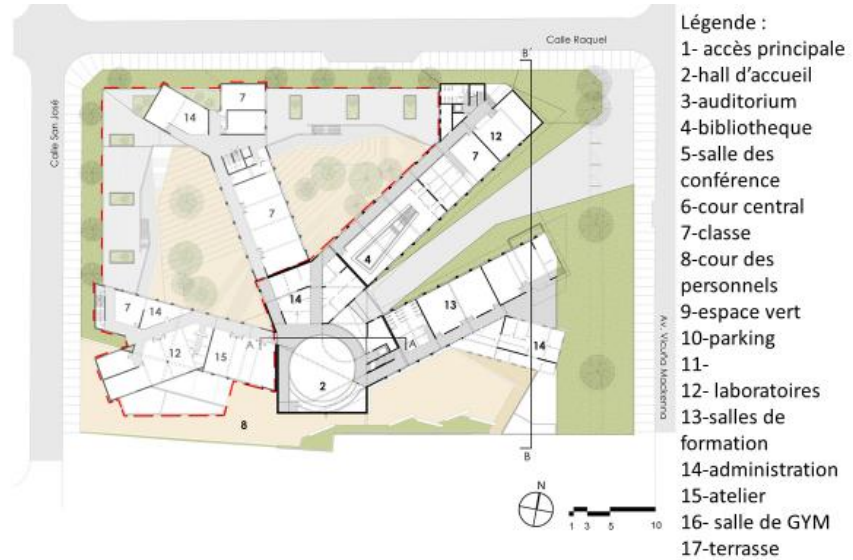 Calle Raquel
B´
Calle San José
7
14
12
7
7
4
14
13
7
14
12
15
A´
A
2
14
8
B
Av. Vicuña Mackenna
N
1 3 5 10
Légende :
1- accès principale
2-hall d’accueil
3-auditorium
4-bibliotheque
5-salle des
conférence
6-cour central
7-classe
8-cour des
personnels
9-espace vert
10-parking
11-
12- laboratoires
13-salles de
formation
14-administration
15-atelier
16- salle de GYM
17-terrasse